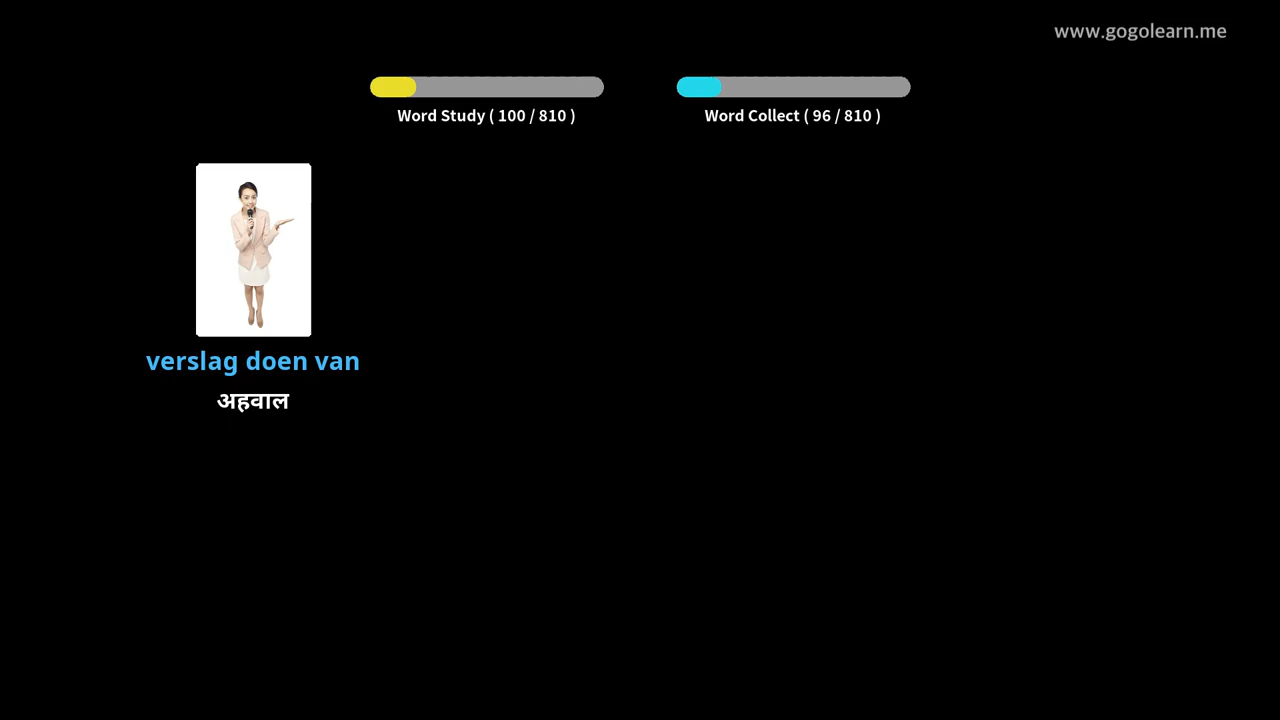 www.gogolearn.me
Word Study ( 100 / 810 )
Word Collect ( 96 / 810 )
verslag doen van
अहवाल